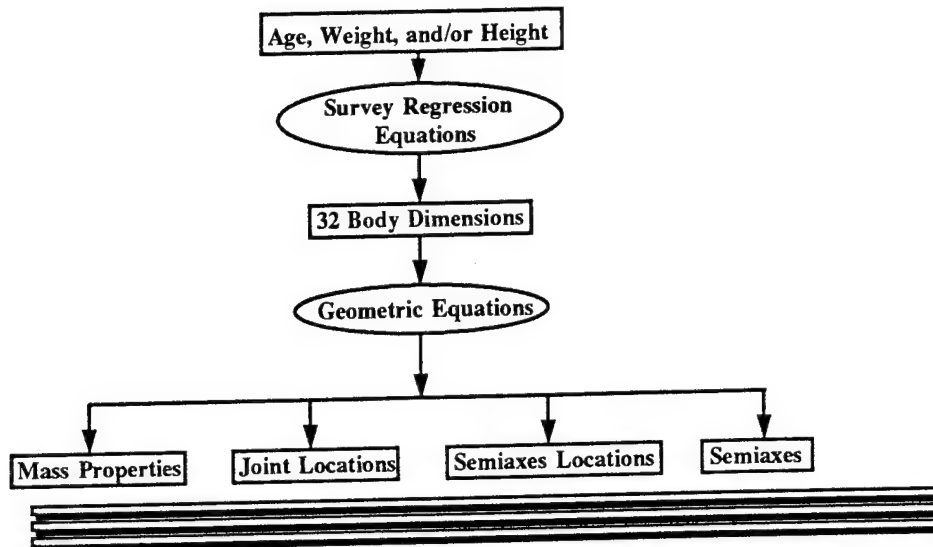 Age, Weight, and/or Height
Survey Regression
Equations
32 Body Dimensions
Geometric Equations
Mass Properties
Joint Locations
Semiaxes Locations
Semiaxes